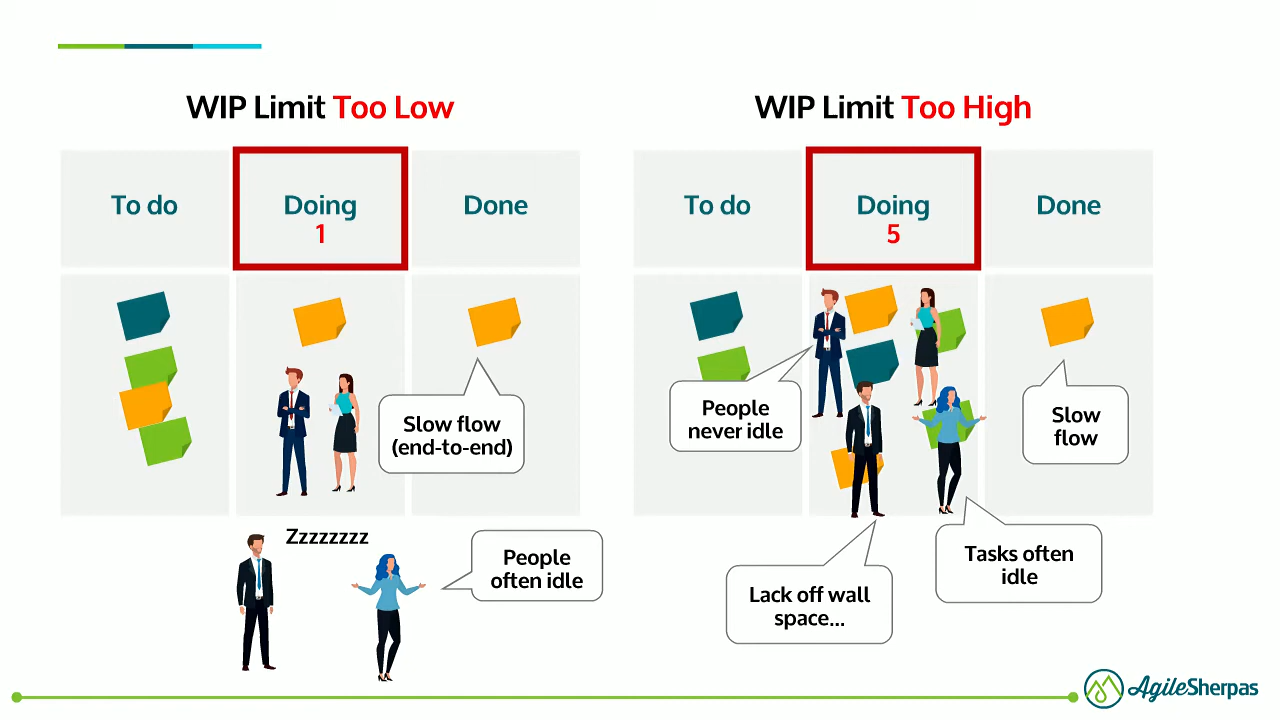 WIP Limit Too Low
To do
Doing
1
Done
Slow flow
(end-to-end)
Zzzzzzzz
People
often idle
WIP Limit Too High
To do
Doing
5
Done
People
never idle
Slow
flow
Tasks often
idle
Lack off wall
space...
AgileSherpas